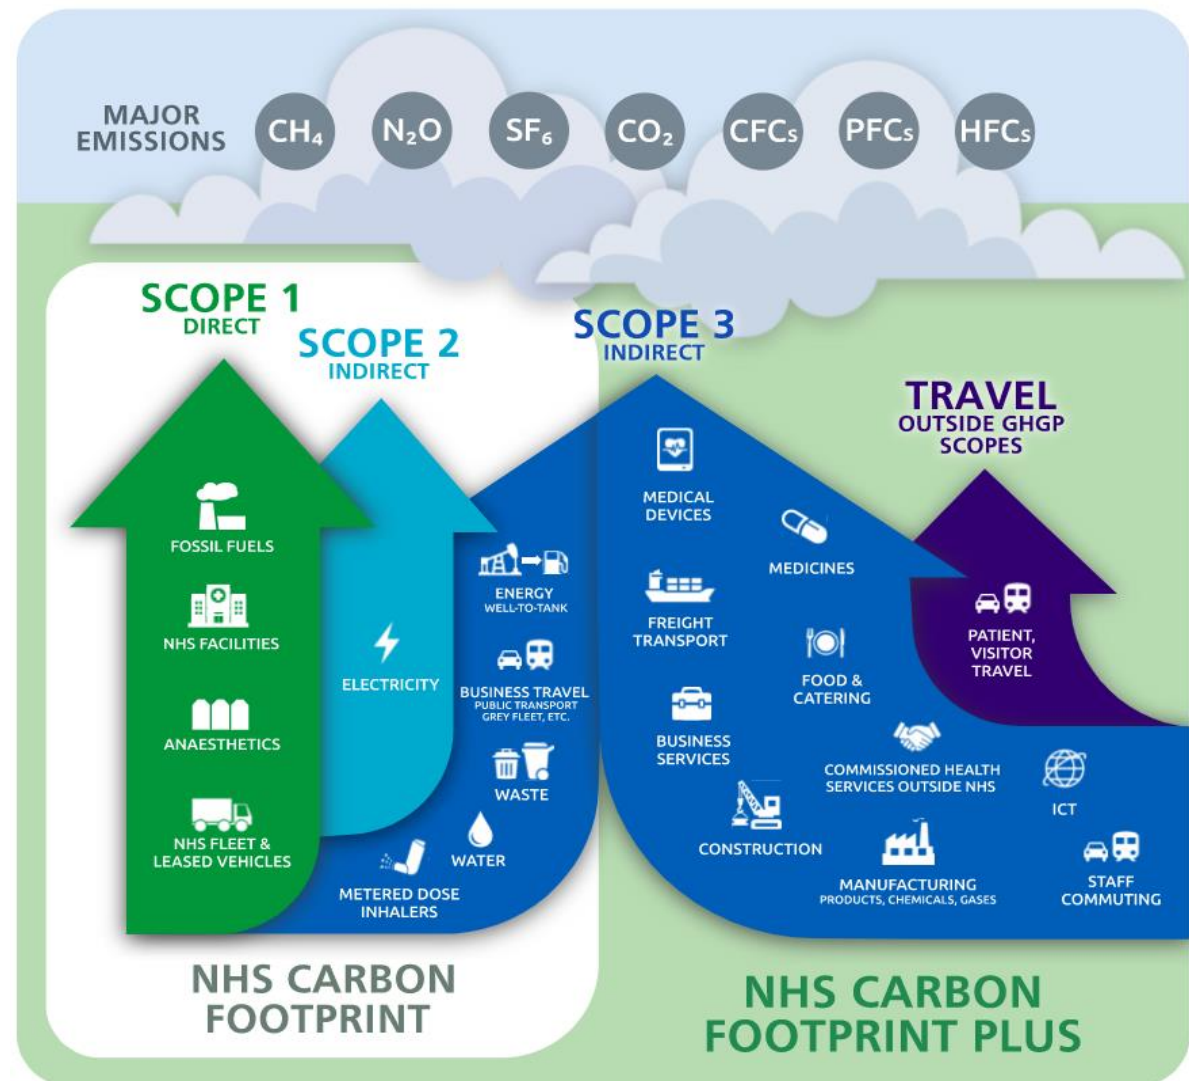 MAJOR
EMISSIONS
CH₄
N₂O
SF₆
CO₂
CFCs
PFCs
HFCs
SCOPE 1
DIRECT
SCOPE 2
INDIRECT
SCOPE 3
INDIRECT
TRAVEL
OUTSIDE GHGP
SCOPES
FOSSIL FUELS
NHS FACILITIES
ANAESTHETICS
NHS FLEET &
LEASED VEHICLES
ELECTRICITY
ENERGY
WELL-TO-TANK
BUSINESS TRAVEL
PUBLIC TRANSPORT
GREY FLEET, ETC.
WASTE
WATER
METERED DOSE
INHALERS
MEDICAL
DEVICES
MEDICINES
FREIGHT
TRANSPORT
FOOD &
CATERING
BUSINESS
SERVICES
COMMISSIONED HEALTH
SERVICES OUTSIDE NHS
CONSTRUCTION
MANUFACTURING
PRODUCTS, CHEMICALS, GASES
ICT
STAFF
COMMUTING
PATIENT,
VISITOR
TRAVEL
NHS CARBON
FOOTPRINT
NHS CARBON
FOOTPRINT PLUS